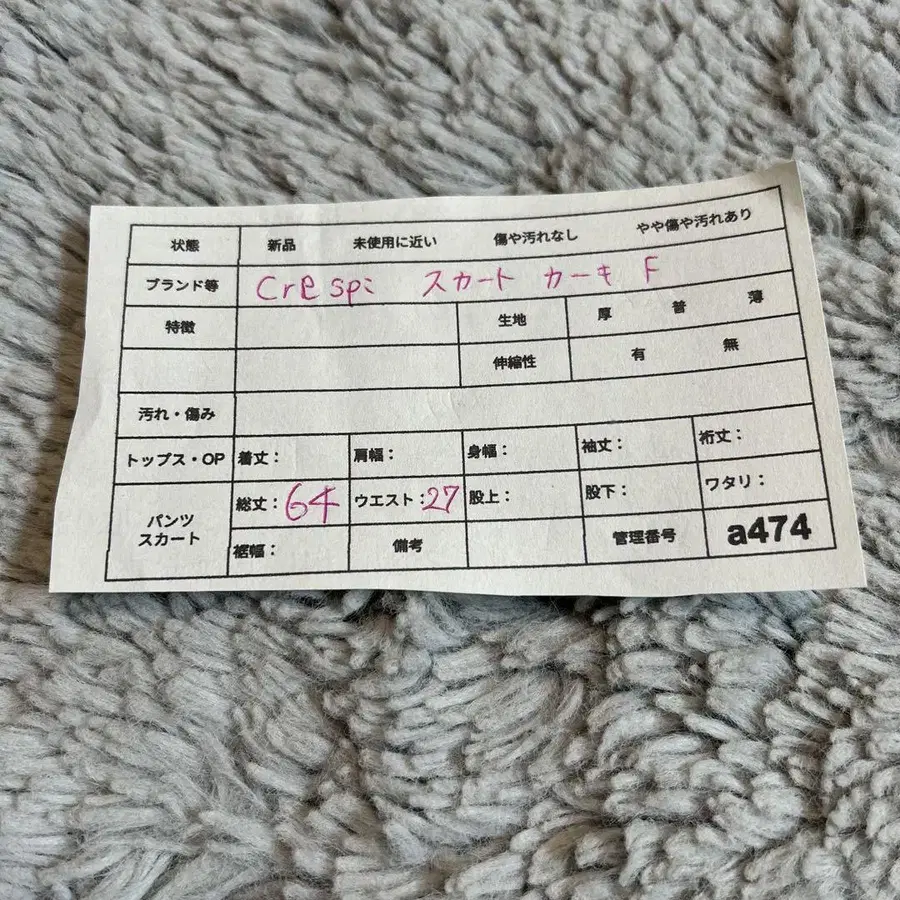 状態 新品 未使用に近い 傷や汚れなし やや傷や汚れあり
ブランド等 Crespi スカート カーキ F
特徴 生地 厚 普 薄
伸縮性 有 無
汚れ・傷み
トップス・OP 着丈： 肩幅： 身幅： 袖丈： 裄丈：
パンツ スカート 総丈：64 ウエスト：27 股上： 股下： ワタリ：
裾幅： 備考 管理番号 a474